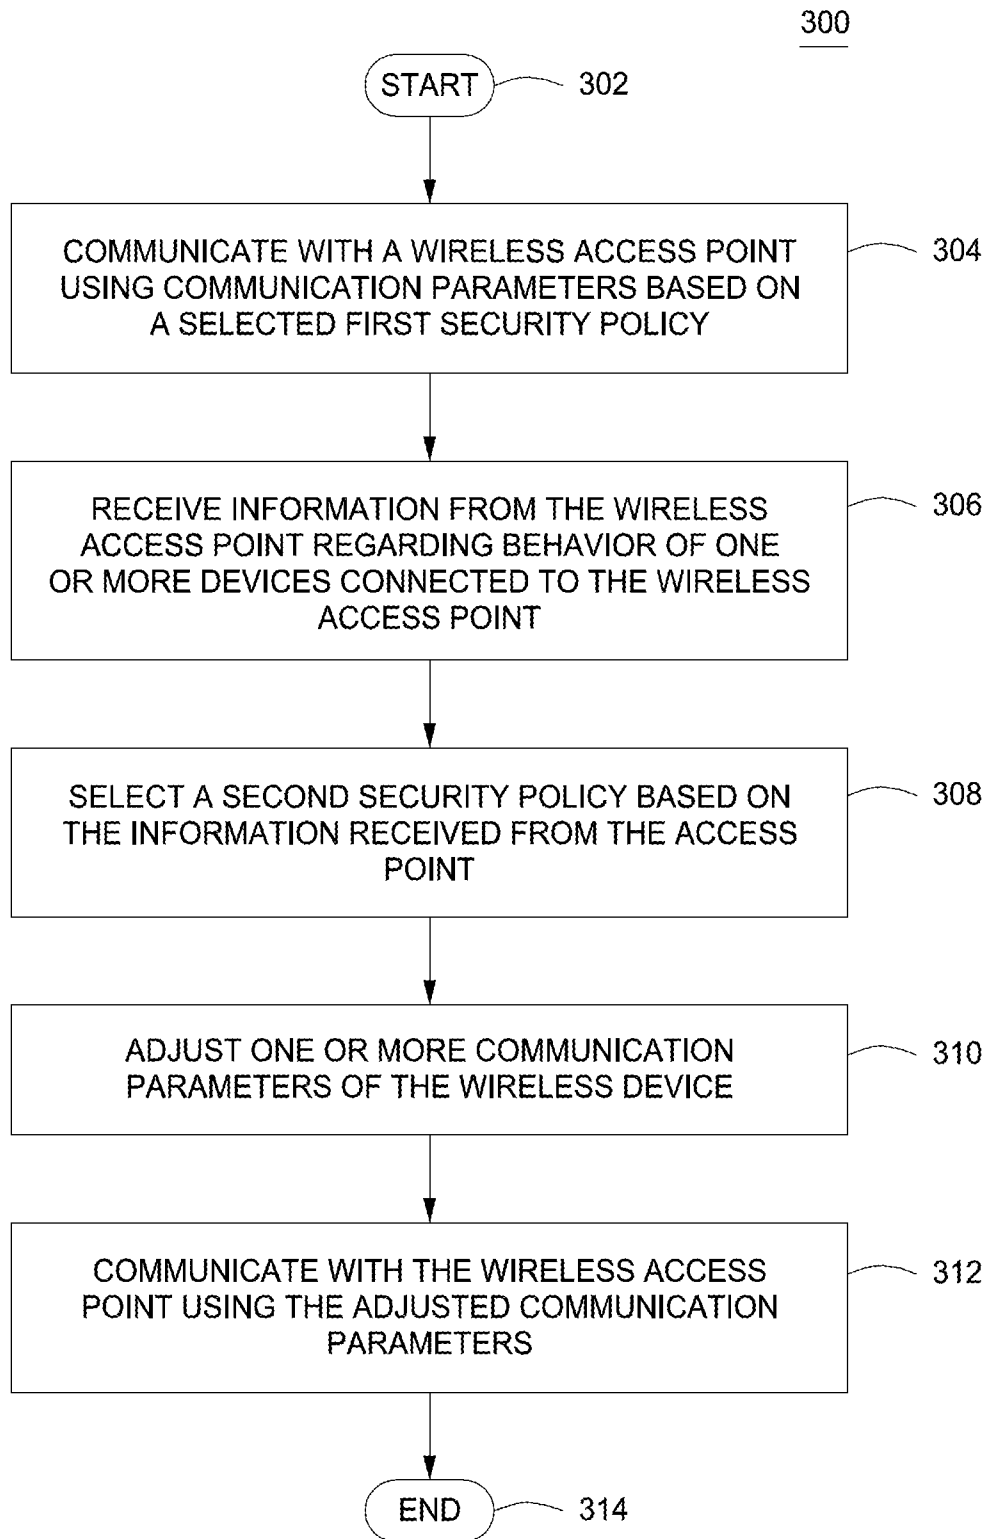 300
START
302
COMMUNICATE WITH A WIRELESS ACCESS POINT
USING COMMUNICATION PARAMETERS BASED ON
A SELECTED FIRST SECURITY POLICY
304
RECEIVE INFORMATION FROM THE WIRELESS
ACCESS POINT REGARDING BEHAVIOR OF ONE
OR MORE DEVICES CONNECTED TO THE WIRELESS
ACCESS POINT
306
SELECT A SECOND SECURITY POLICY BASED ON
THE INFORMATION RECEIVED FROM THE ACCESS
POINT
308
ADJUST ONE OR MORE COMMUNICATION
PARAMETERS OF THE WIRELESS DEVICE
310
COMMUNICATE WITH THE WIRELESS ACCESS
POINT USING THE ADJUSTED COMMUNICATION
PARAMETERS
312
END
314